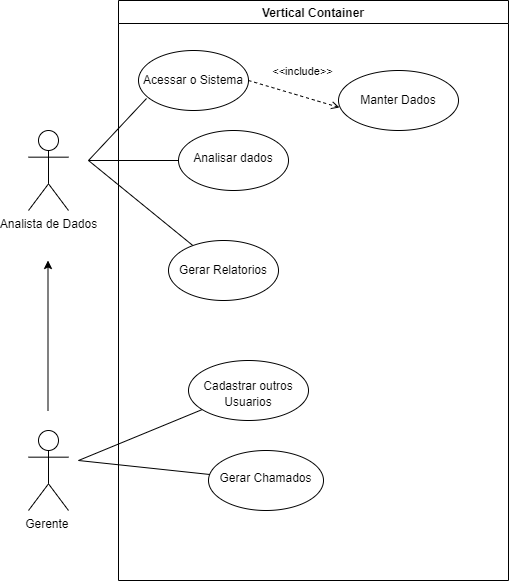 Vertical Container
Acessar o Sistema
<<include>>
Manter Dados
Analisar dados
Analista de Dados
Gerar Relatorios
Cadastrar outros
Usuarios
Gerar Chamados
Gerente